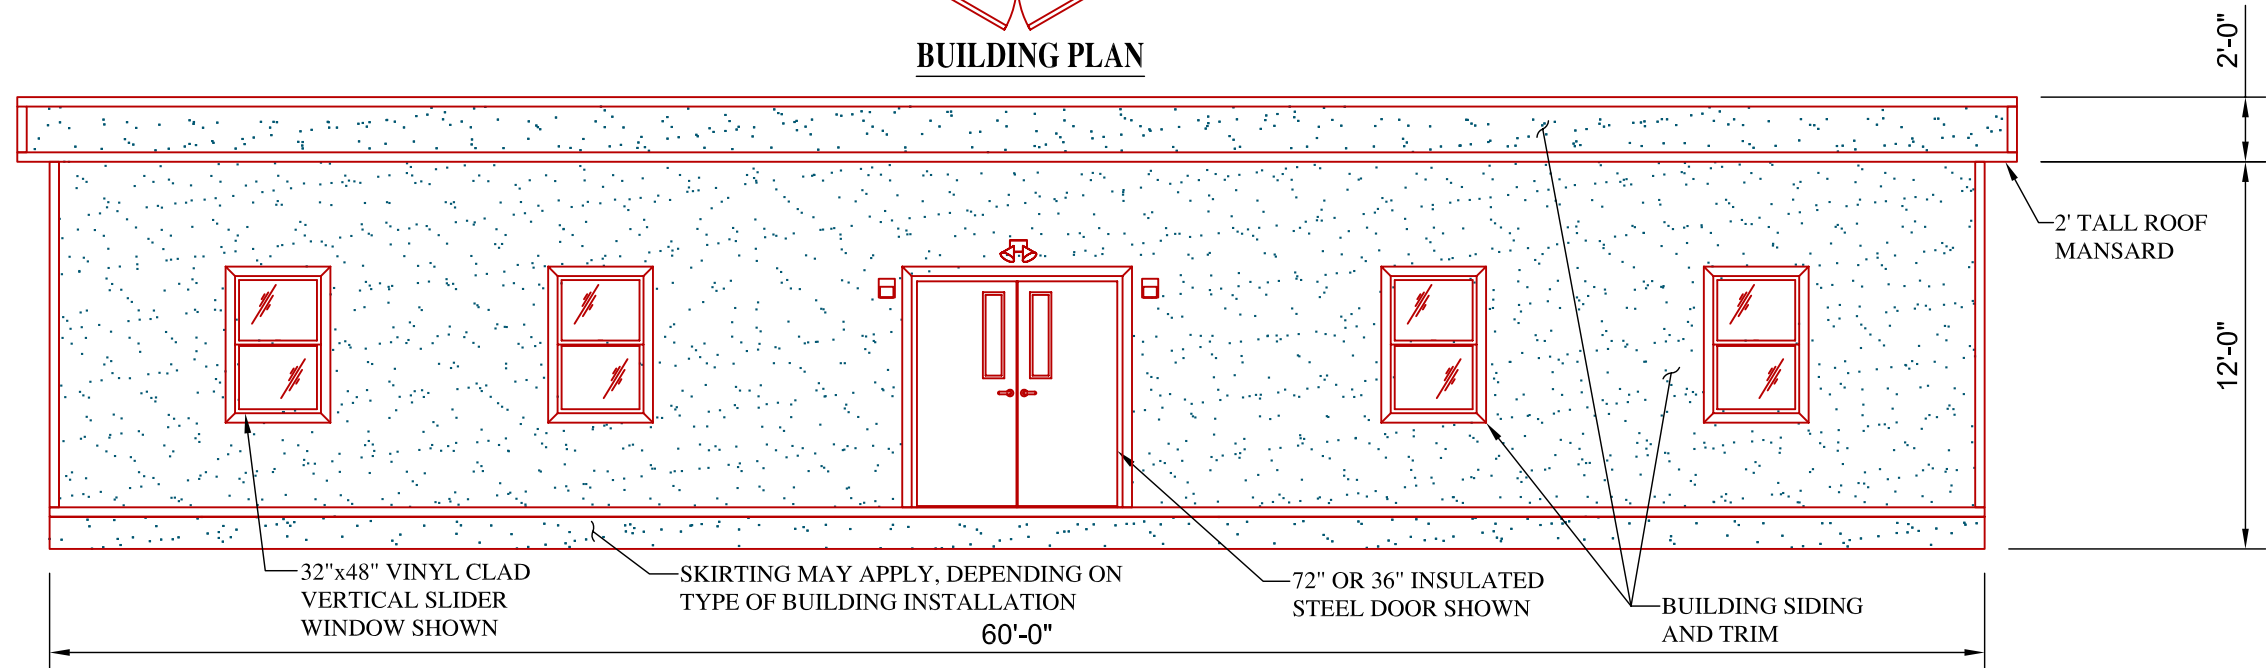 BUILDING PLAN
2'-0"
2' TALL ROOF
MANSARD
12'-0"
32"x48" VINYL CLAD
VERTICAL SLIDER
WINDOW SHOWN
SKIRTING MAY APPLY, DEPENDING ON
TYPE OF BUILDING INSTALLATION
72" OR 36" INSULATED
STEEL DOOR SHOWN
BUILDING SIDING
AND TRIM
60'-0"